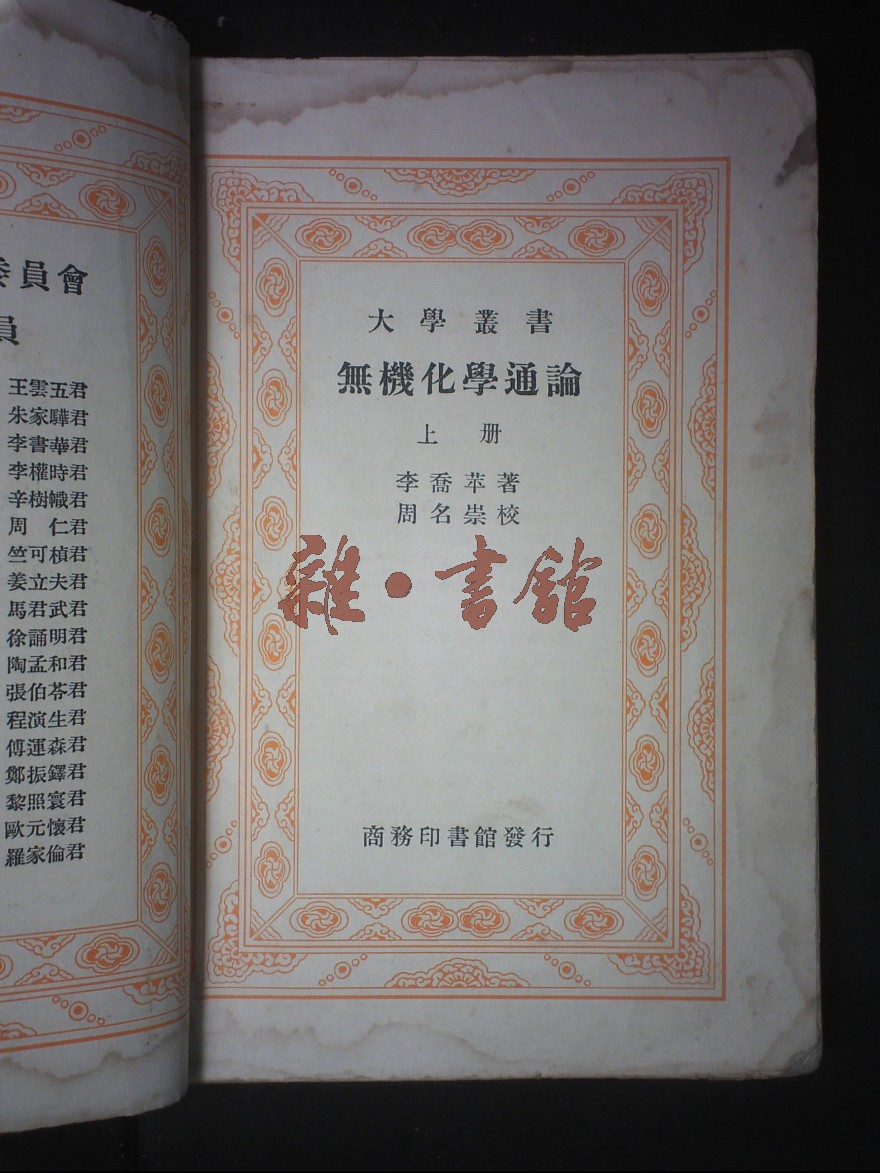 委員會
員
王雲五君
朱家驊君
李書華君
李權時君
辛樹幟君
周仁君
竺可楨君
姜立夫君
馬君武君
徐誦明君
陶孟和君
張伯苓君
程演生君
傅運森君
鄭振鐸君
黎照寰君
歐元懷君
羅家倫君
大學叢書
無機化學通論
上册
李喬苹著
周名崇校
雜·書館
商務印書館發行